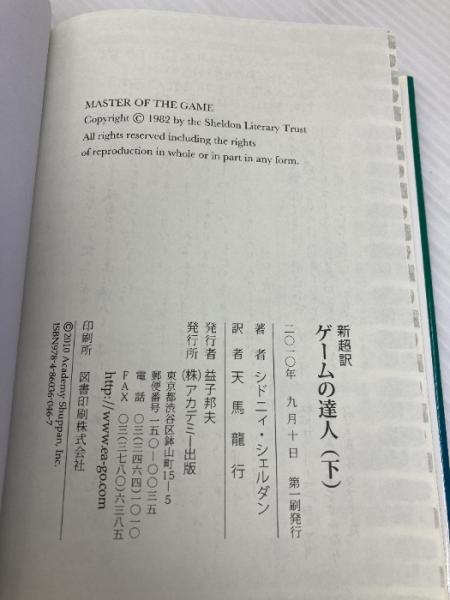 MASTER OF THE GAME
Copyright © 1982 by the Sheldon Literary Trust
All rights reserved including the rights
of reproduction in whole or in part in any form.
新超訳
ゲームの達人(下)
二〇一〇年 九月十日 第一刷発行
著者 シドニィ・シェルダン
訳者 天馬龍行
発行者 益子邦夫
発行所 (株)アカデミー出版
東京都渋谷区鉢山町15-5
郵便番号 一五〇-〇〇三五
電話 〇三(三四六四)一〇一〇
FAX 〇三(三七八〇)六三八五
http://www.ea-go.com
印刷所 図書印刷株式会社
©2010 Academy Shuppan, Inc.
ISBN978-4-86036-046-7